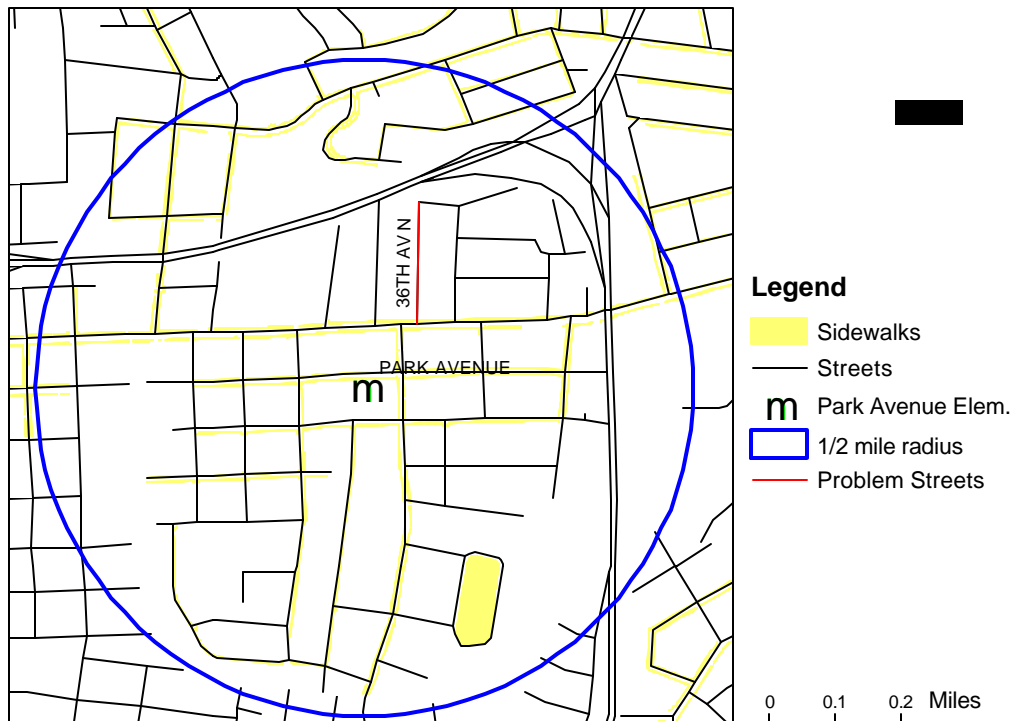 36TH AV N
PARK AVENUE
m
Legend
Sidewalks
Streets
m Park Avenue Elem.
1/2 mile radius
Problem Streets
0 0.1 0.2 Miles